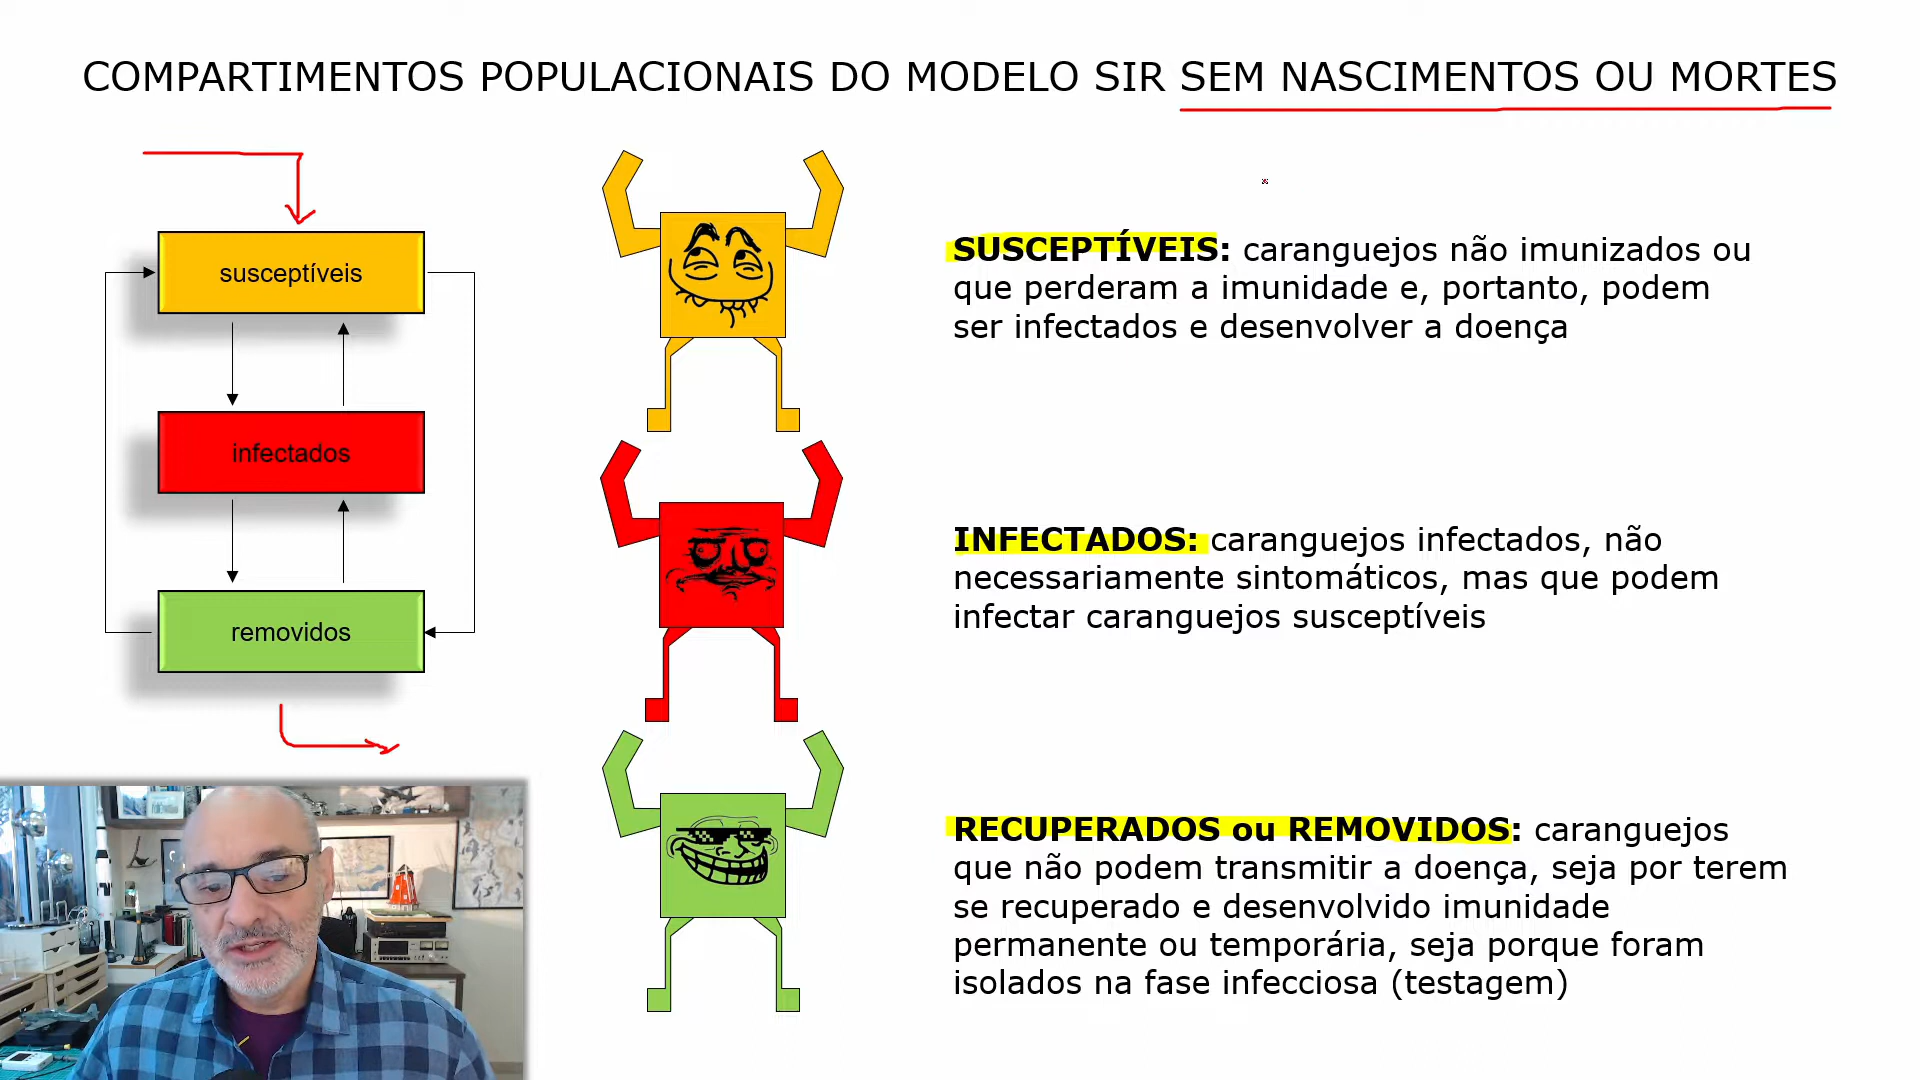 COMPARTIMENTOS POPULACIONAIS DO MODELO SIR SEM NASCIMENTOS OU MORTES
susceptíveis
infectados
removidos
SUSCEPTÍVEIS: caranguejos não imunizados ou
que perderam a imunidade e, portanto, podem
ser infectados e desenvolver a doença
INFECTADOS: caranguejos infectados, não
necessariamente sintomáticos, mas que podem
infectar caranguejos susceptíveis
RECUPERADOS ou REMOVIDOS: caranguejos
que não podem transmitir a doença, seja por terem
se recuperado e desenvolvido imunidade
permanente ou temporária, seja porque foram
isolados na fase infecciosa (testagem)